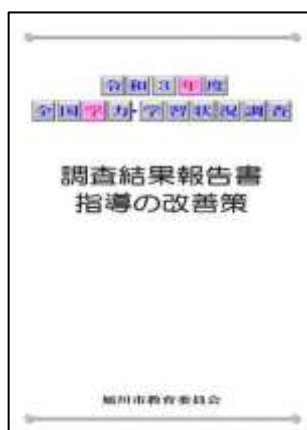 令和3年度
全国学力・学習状況調査
調査結果報告書
指導の改善策
旭川市教育委員会